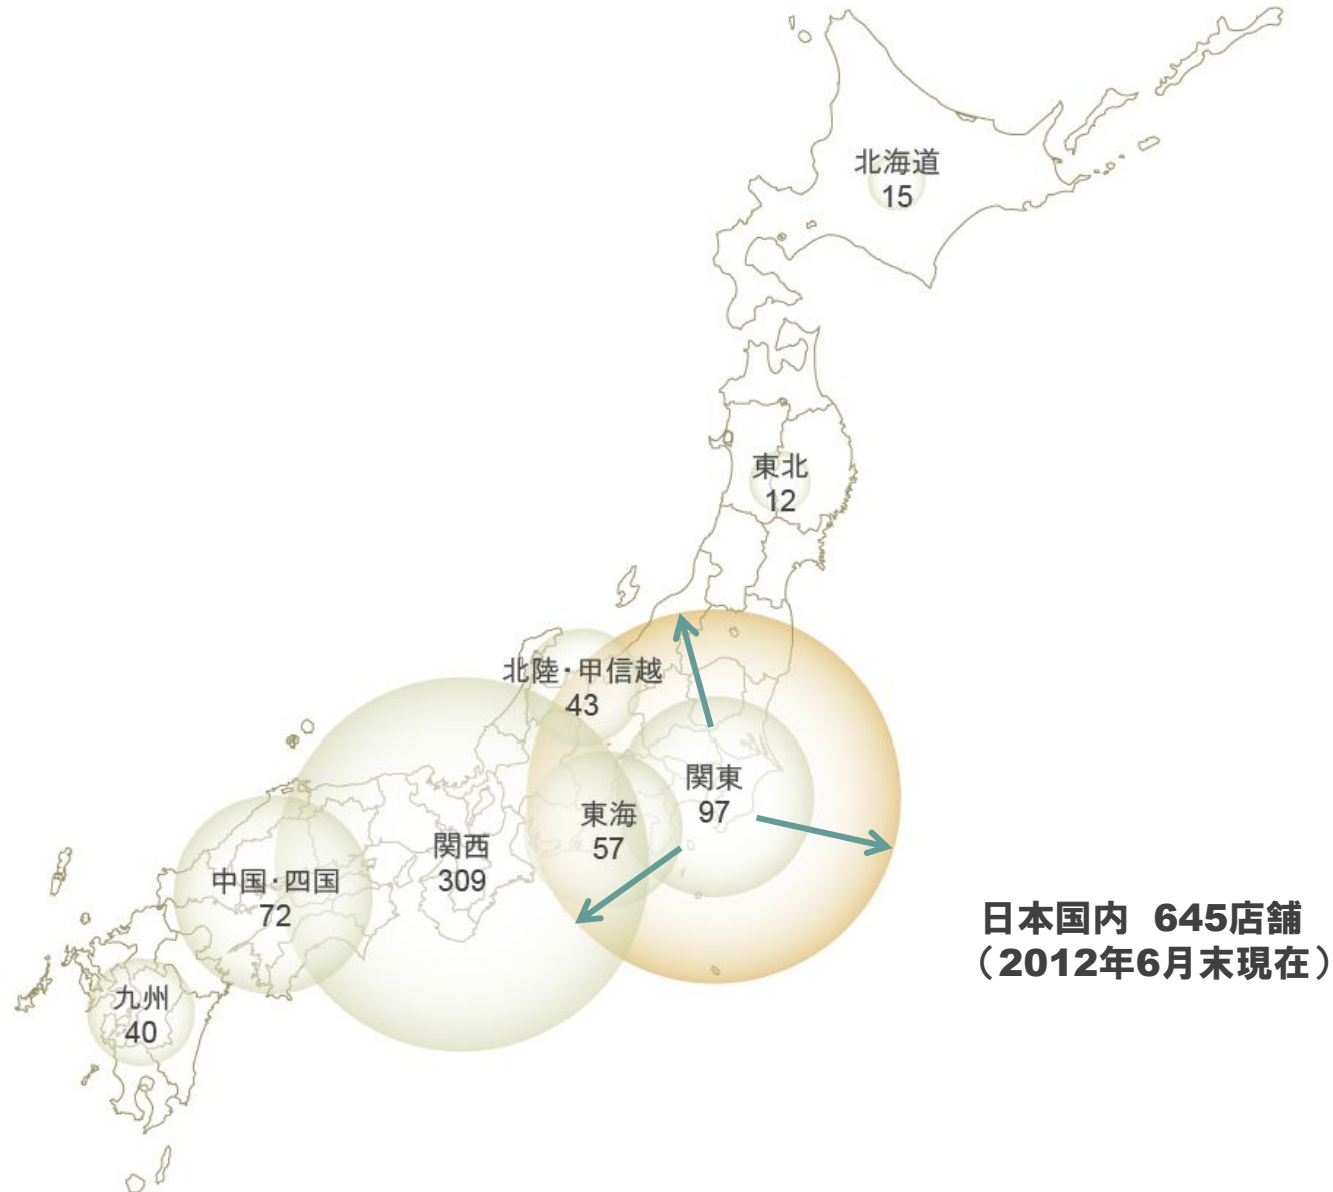 北海道
15
東北
12
北陸・甲信越
43
関東
97
東海
57
関西
309
中国・四国
72
九州
40
日本国内 645店舗
（2012年6月末現在）